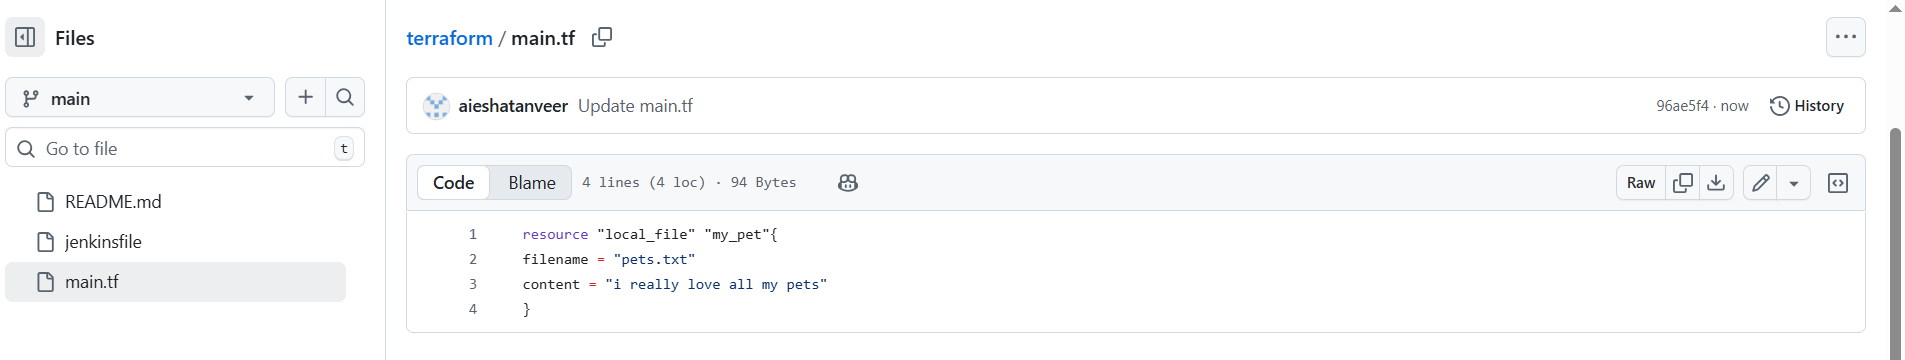 Files
main
Go to file
t
README.md
jenkinsfile
main.tf
terraform / main.tf
aieshatanveer Update main.tf
96ae5f4 · now
History
Code
Blame
4 lines (4 loc) · 94 Bytes
Raw
1 resource "local_file" "my_pet"{
2 filename = "pets.txt"
3 content = "i really love all my pets"
4 }